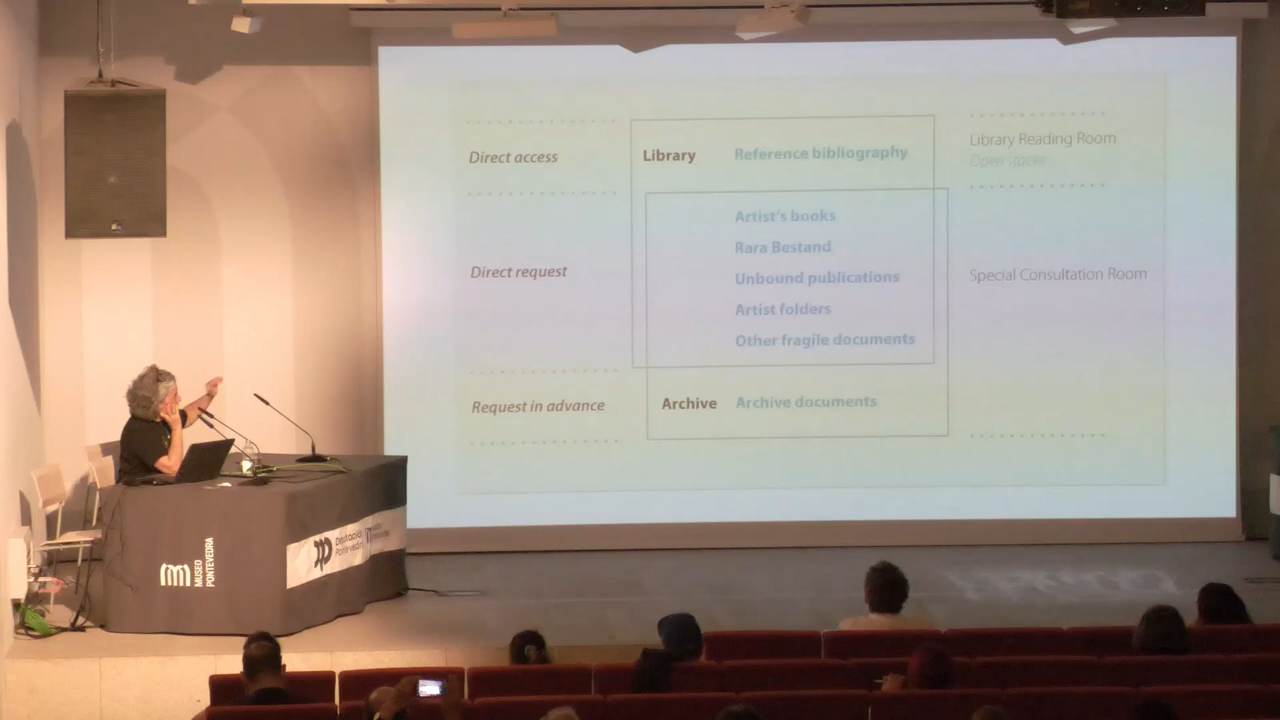 Direct access
Library
Reference bibliography
Library Reading Room
Open stacks
Direct request
Artist's books
Rara Bestand
Unbound publications
Artist folders
Other fragile documents
Special Consultation Room
Request in advance
Archive
Archive documents
MUSEO
PONTEVEDRA
Deputación
Pontevedra